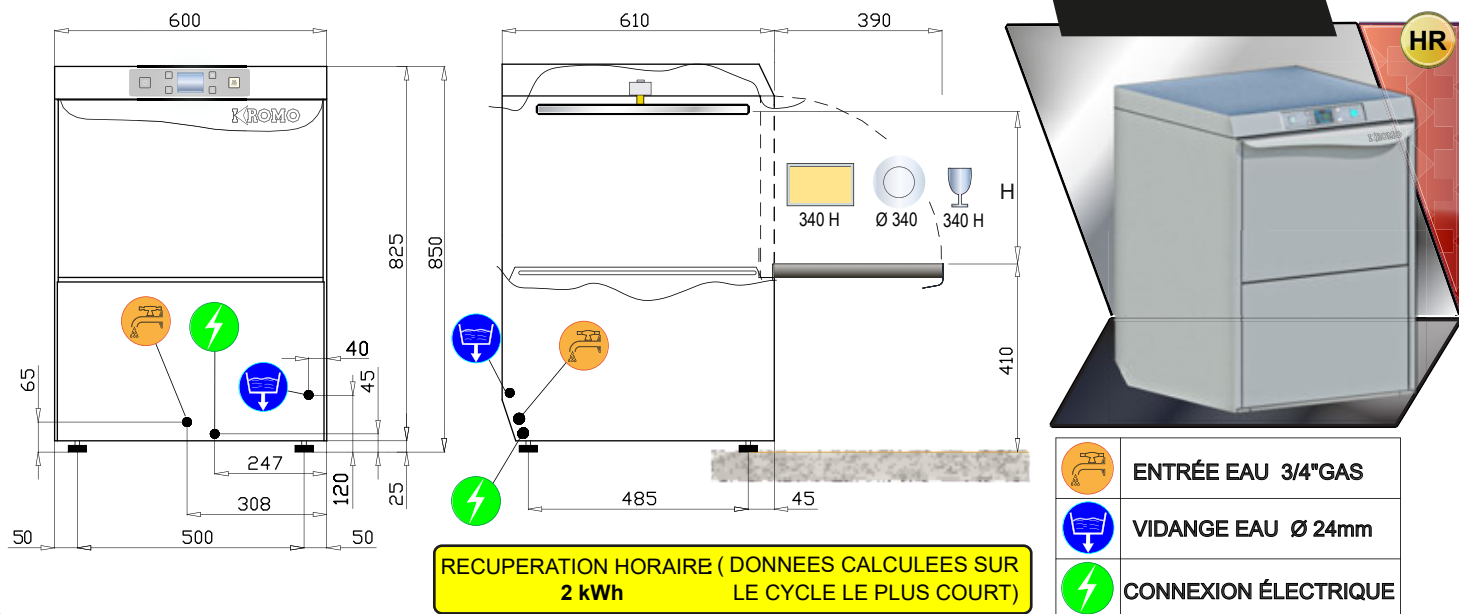 600
610
390
HR
KROMO
KROMO
340 H
Ø 340
340 H
H
825
850
410
40
65
45
247
120
25
308
50
500
50
485
45
RECUPERATION HORAIRE ( DONNEES CALCULEES SUR
2 kWh LE CYCLE LE PLUS COURT)
ENTRÉE EAU 3/4"GAS
VIDANGE EAU Ø 24mm
CONNEXION ÉLECTRIQUE